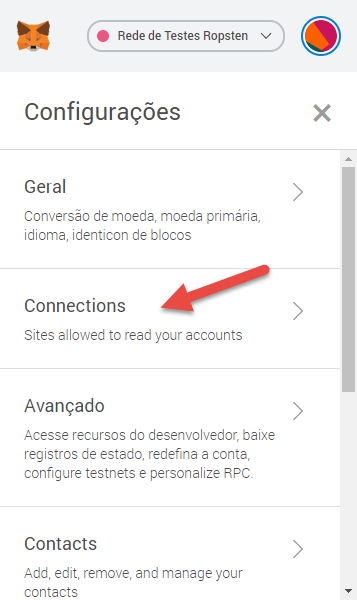 Rede de Testes Ropsten
Configurações
Geral
Conversão de moeda, moeda primária,
idioma, identicon de blocos
Connections
Sites allowed to read your accounts
Avançado
Acesse recursos do desenvolvedor, baixe
registros de estado, redefina a conta,
configure testnets e personalize RPC.
Contacts
Add, edit, remove, and manage your
contacts